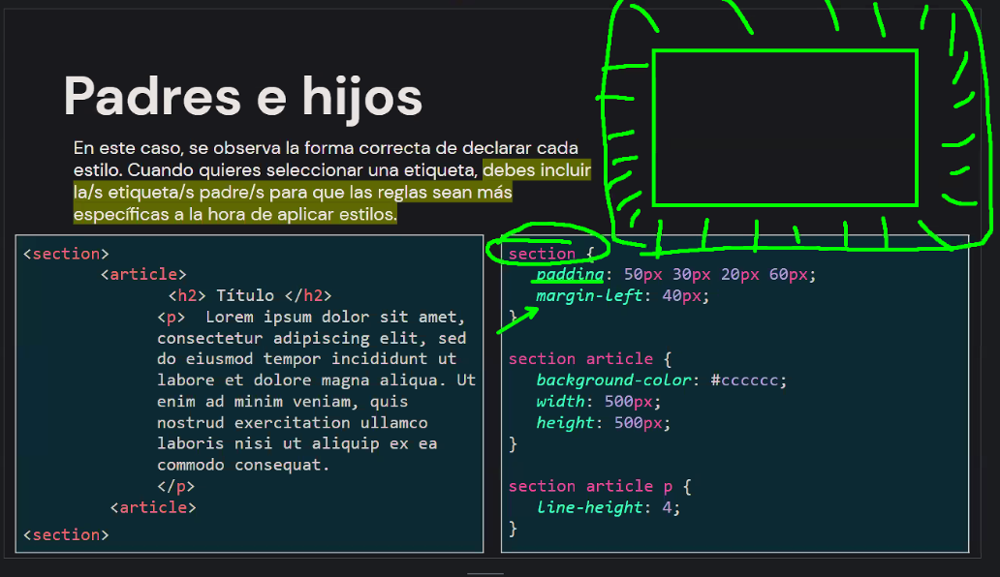 Padres e hijos
En este caso, se observa la forma correcta de declarar cada
estilo. Cuando quieres seleccionar una etiqueta, debes incluir
la/s etiqueta/s padre/s para que las reglas sean más
específicas a la hora de aplicar estilos.
<section>
<article>
<h2> Título </h2>
<p> Lorem ipsum dolor sit amet,
consectetur adipiscing elit, sed
do eiusmod tempor incididunt ut
labore et dolore magna aliqua. Ut
enim ad minim veniam, quis
nostrud exercitation ullamco
laboris nisi ut aliquip ex ea
commodo consequat.
</p>
<article>
<section>
section {
padding: 50px 30px 20px 60px;
margin-left: 40px;
}
section article {
background-color: #cccccc;
width: 500px;
height: 500px;
}
section article p {
line-height: 4;
}